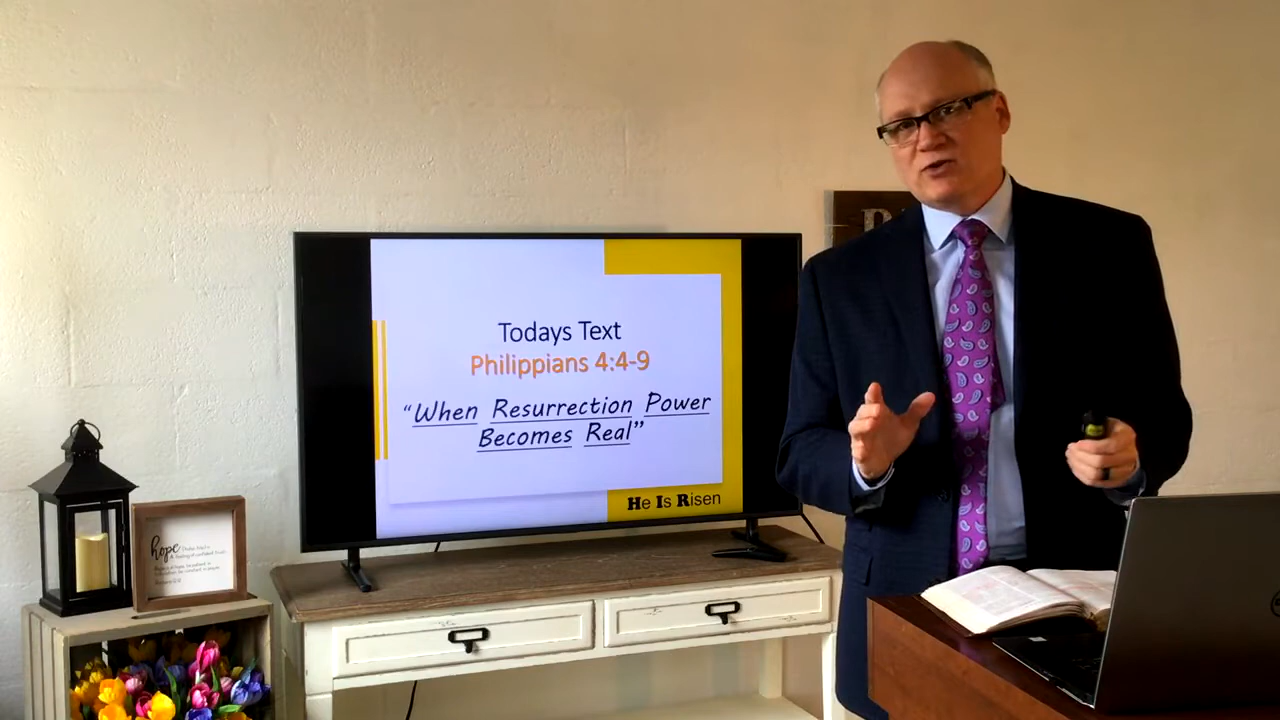 Todays Text
Philippians 4:4-9
“When Resurrection Power
Becomes Real”
He Is Risen
hope